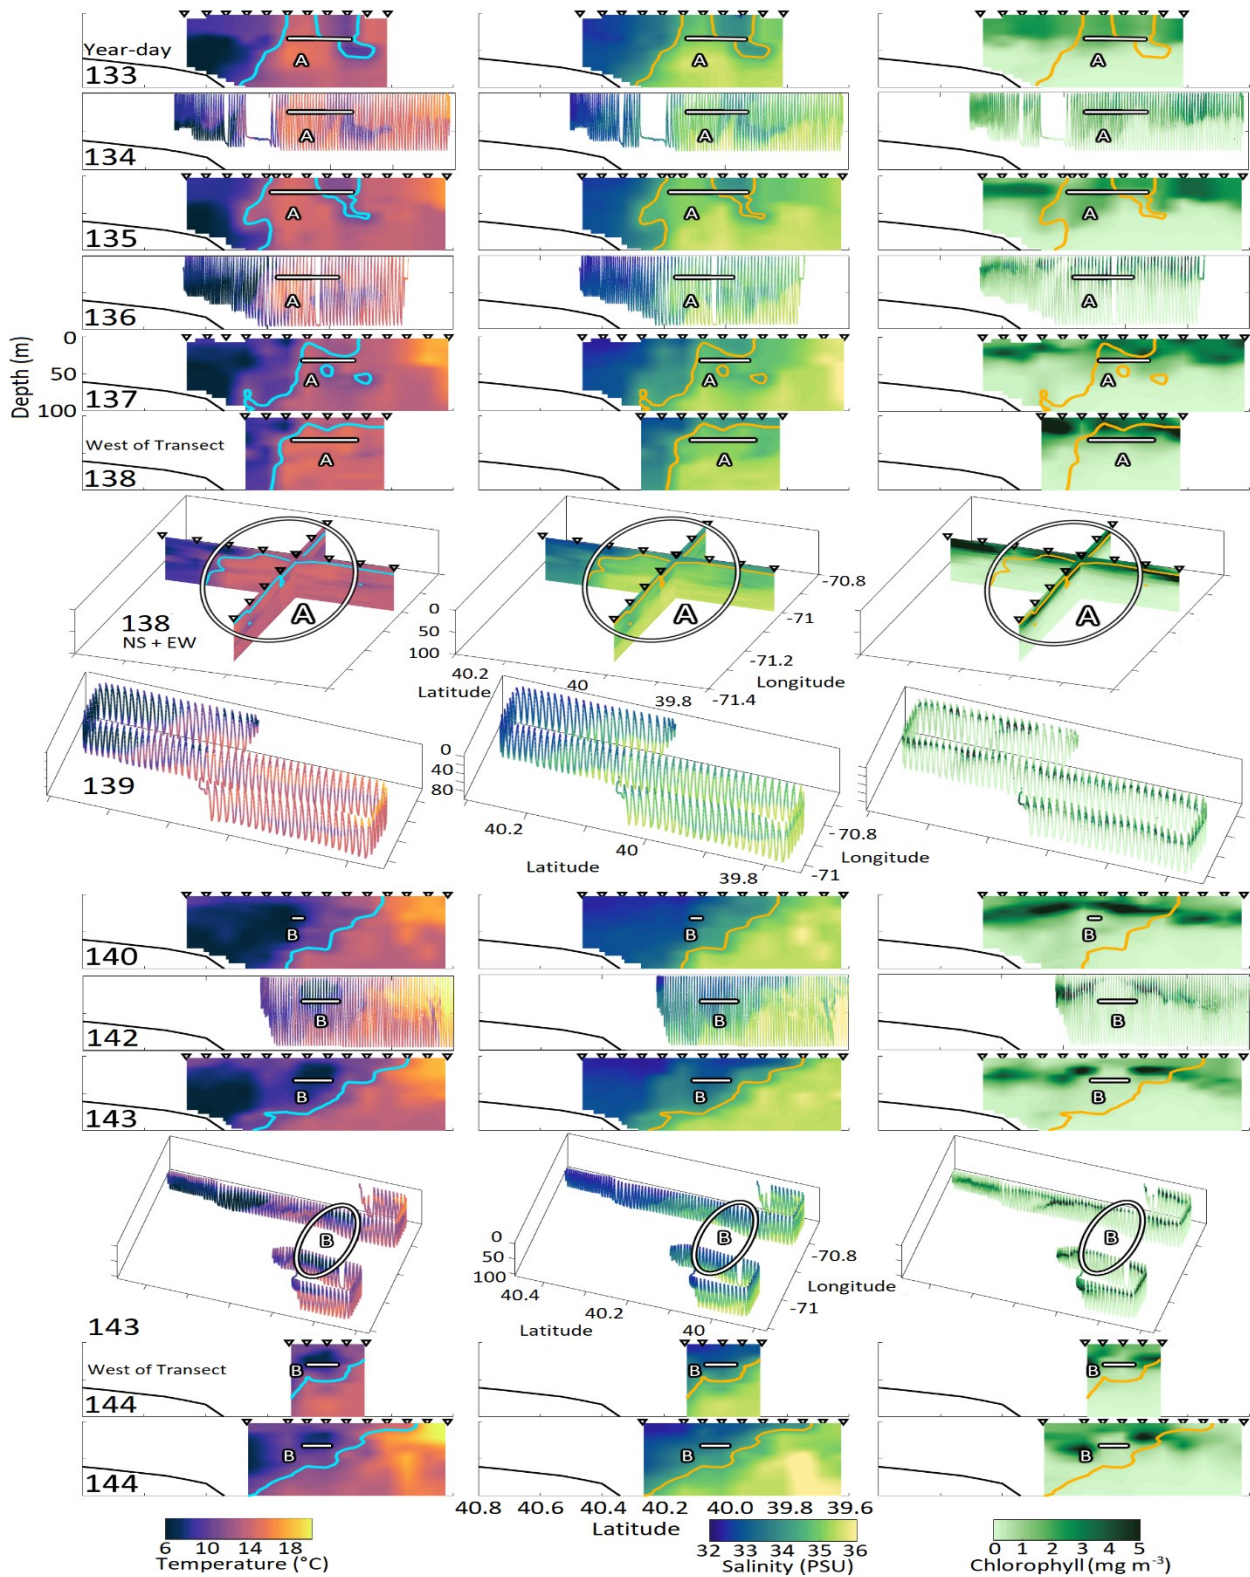 Year-day
133
A
A
A
134
A
A
A
135
A
A
A
136
A
A
A
Depth (m)
0
50
100
137
A
A
A
West of Transect
138
A
A
A
138
NS + EW
A
A
A
0
50
100
40.2
40
39.8
Latitude
-70.8
-71
-71.2
-71.4
Longitude
139
0
40
80
40.2
40
39.8
Latitude
-70.8
-71
Longitude
140
B
B
B
142
B
B
B
143
B
B
B
143
B
B
B
0
50
100
40.4
40.2
40
Latitude
-70.8
-71
Longitude
West of Transect
144
B
B
B
144
B
B
B
40.8 40.6 40.4 40.2 40.0 39.8 39.6
Latitude
6 10 14 18
Temperature (°C)
32 33 34 35 36
Salinity (PSU)
0 1 2 3 4 5
Chlorophyll (mg m⁻³)